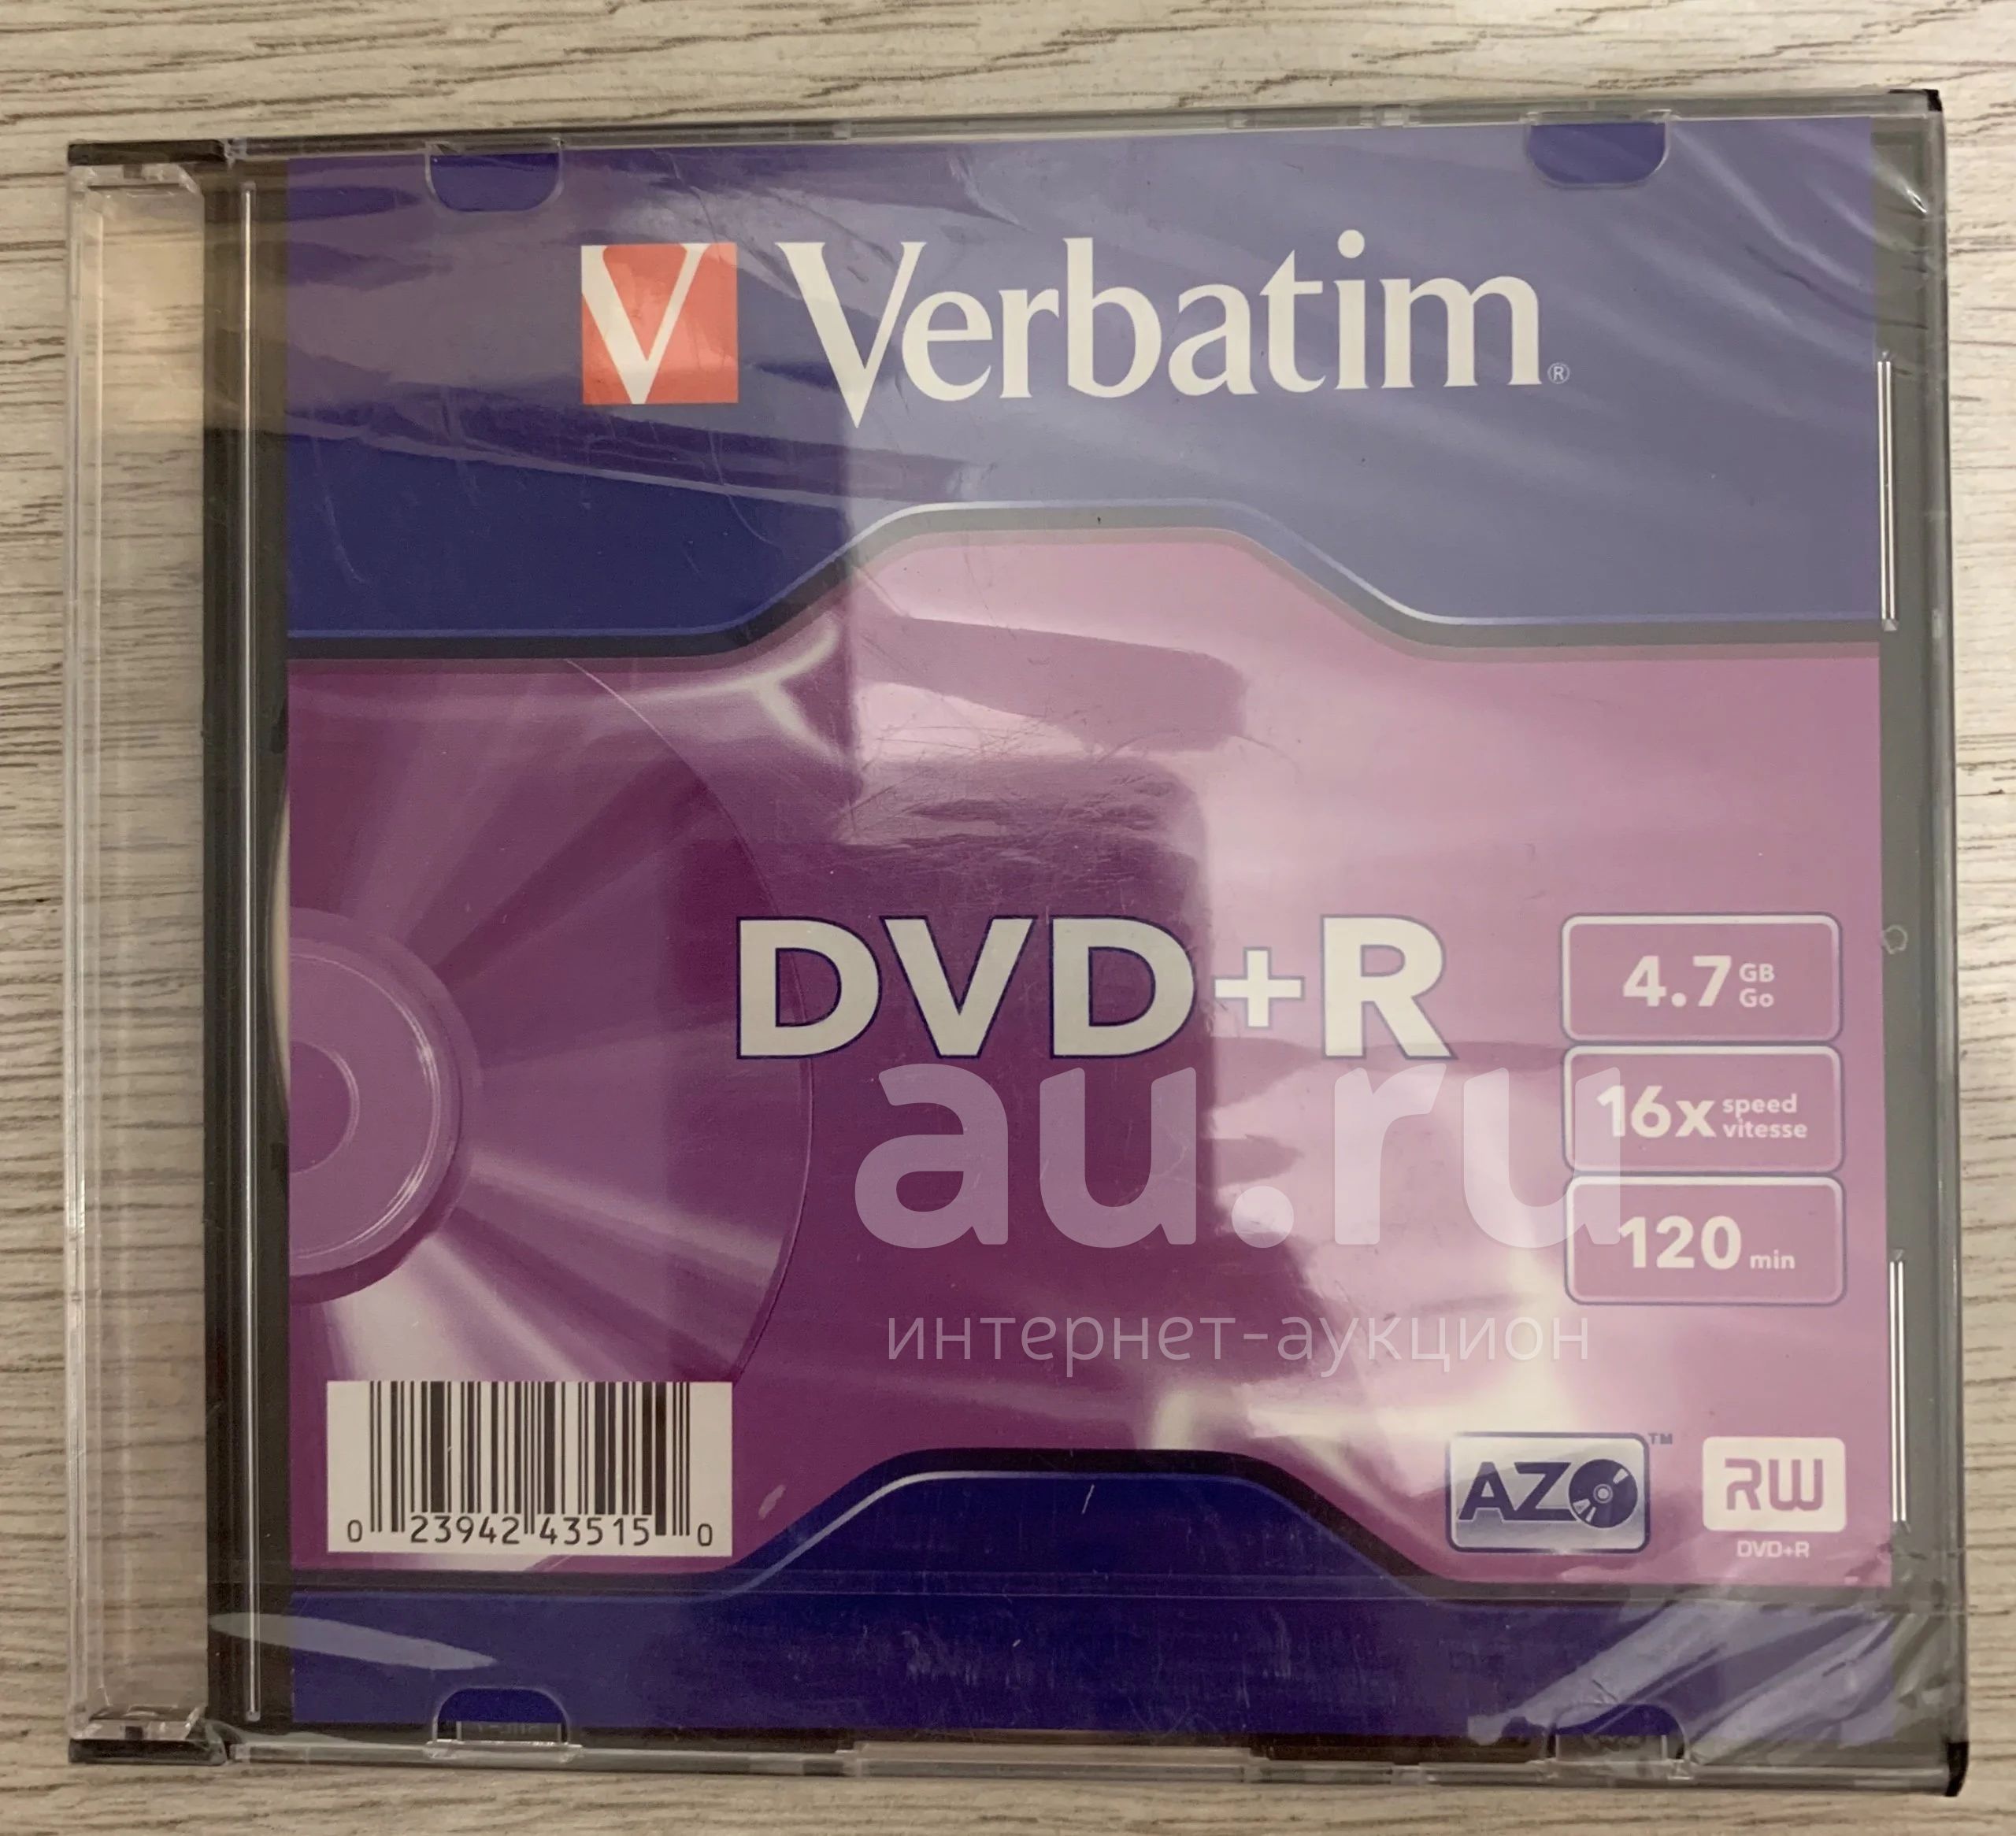 V Verbatim®
DVD+R
4.7 GB
Go
16x speed
vitesse
120 min
au.ru
интернет-аукцион
AZO™
RW
DVD+R
0 23942 43515 0